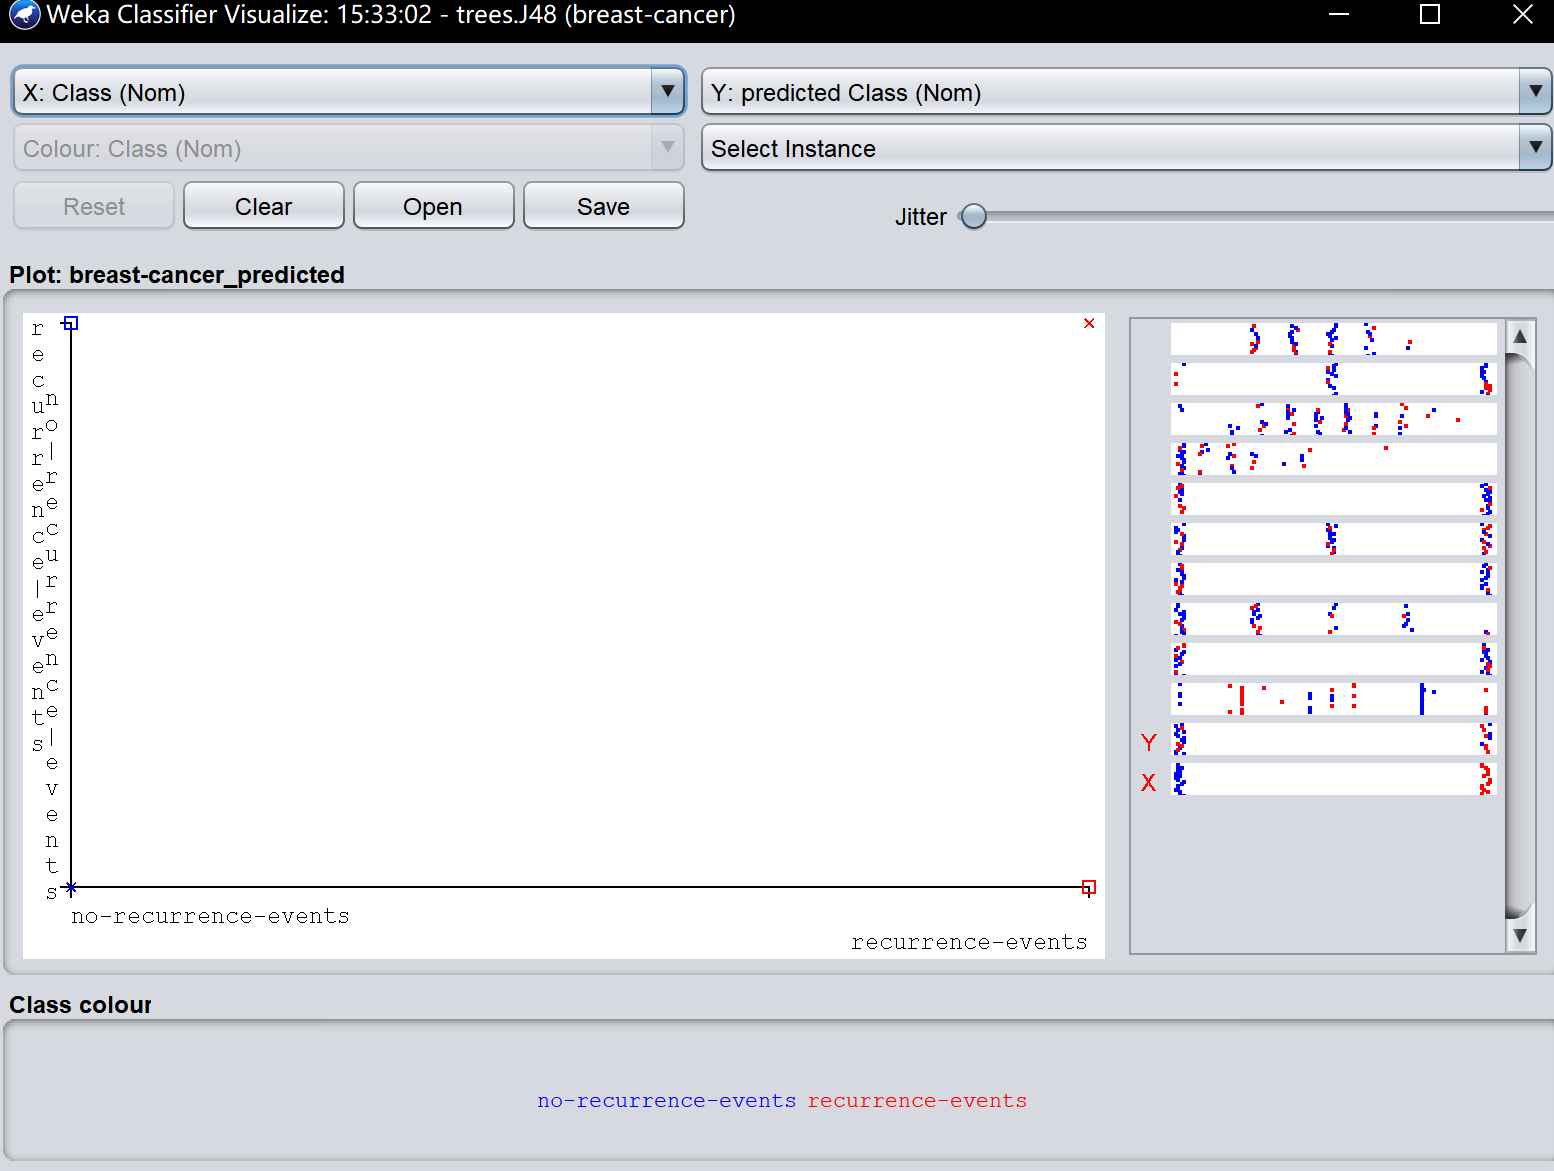 Weka Classifier Visualize: 15:33:02 - trees.J48 (breast-cancer)
X: Class (Nom)
Y: predicted Class (Nom)
Colour: Class (Nom)
Select Instance
Reset
Clear
Open
Save
Jitter
Plot: breast-cancer_predicted
recurrence-events
no-recurrence-events
no-recurrence-events
recurrence-events
Y
X
Class colour
no-recurrence-events recurrence-events